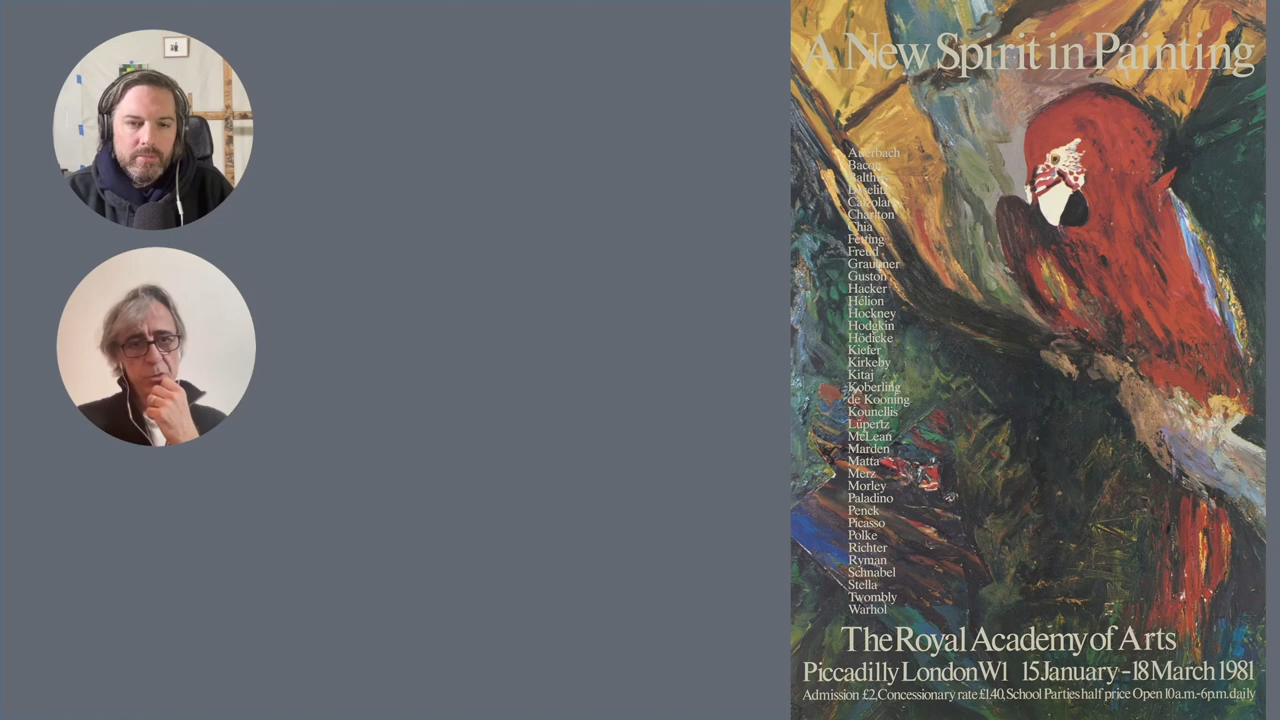 A New Spirit in Painting
Auerbach
Bacon
Balthus
Baselitz
Calzolari
Charlton
Chia
Fetting
Freud
Graubner
Guston
Hacker
Hélion
Hockney
Hodgkin
Hödicke
Kiefer
Kirkeby
Kitaj
Koberling
de Kooning
Kounellis
Lüpertz
McLean
Marden
Matta
Merz
Morley
Paladino
Penck
Picasso
Polke
Richter
Ryman
Schnabel
Stella
Twombly
Warhol
The Royal Academy of Arts
Piccadilly London W1 15 January - 18 March 1981
Admission £2, Concessionary rate £1.40, School Parties half price Open 10a.m.-6p.m. daily